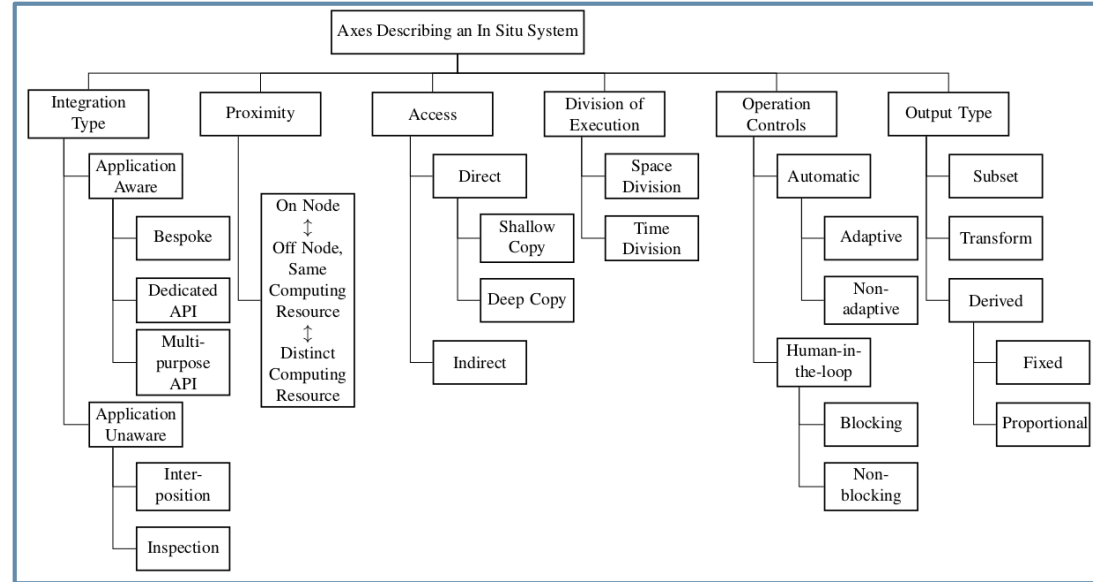 Axes Describing an In Situ System
Integration
Type
Proximity
Access
Division of
Execution
Operation
Controls
Output Type
Application
Aware
Bespoke
Dedicated
API
Multi-
purpose
API
Application
Unaware
Inter-
position
Inspection
On Node
↕
Off Node,
Same
Computing
Resource
↕
Distinct
Computing
Resource
Direct
Shallow
Copy
Deep Copy
Indirect
Space
Division
Time
Division
Automatic
Adaptive
Non-
adaptive
Human-in-
the-loop
Blocking
Non-
blocking
Subset
Transform
Derived
Fixed
Proportional